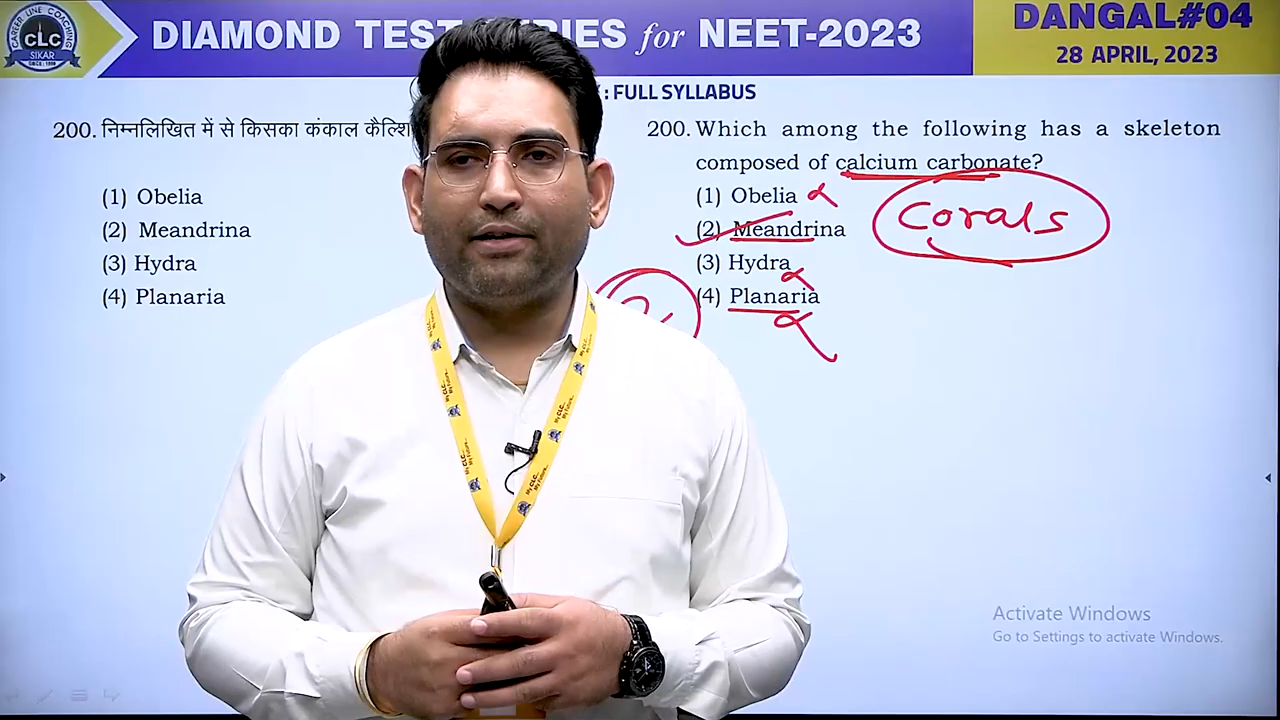 DIAMOND TEST for NEET-2023
DANGAL#04
28 APRIL, 2023
CAREER LINE COACHING
CLC
SIKAR
: FULL SYLLABUS
200. निम्नलिखित में से किसका कंकाल
(1) Obelia
(2) Meandrina
(3) Hydra
(4) Planaria
200. Which among the following has a skeleton
composed of calcium carbonate?
(1) Obelia
(2) Meandrina
(3) Hydra
(4) Planaria
Corals
Activate Windows
Go to Settings to activate Windows.